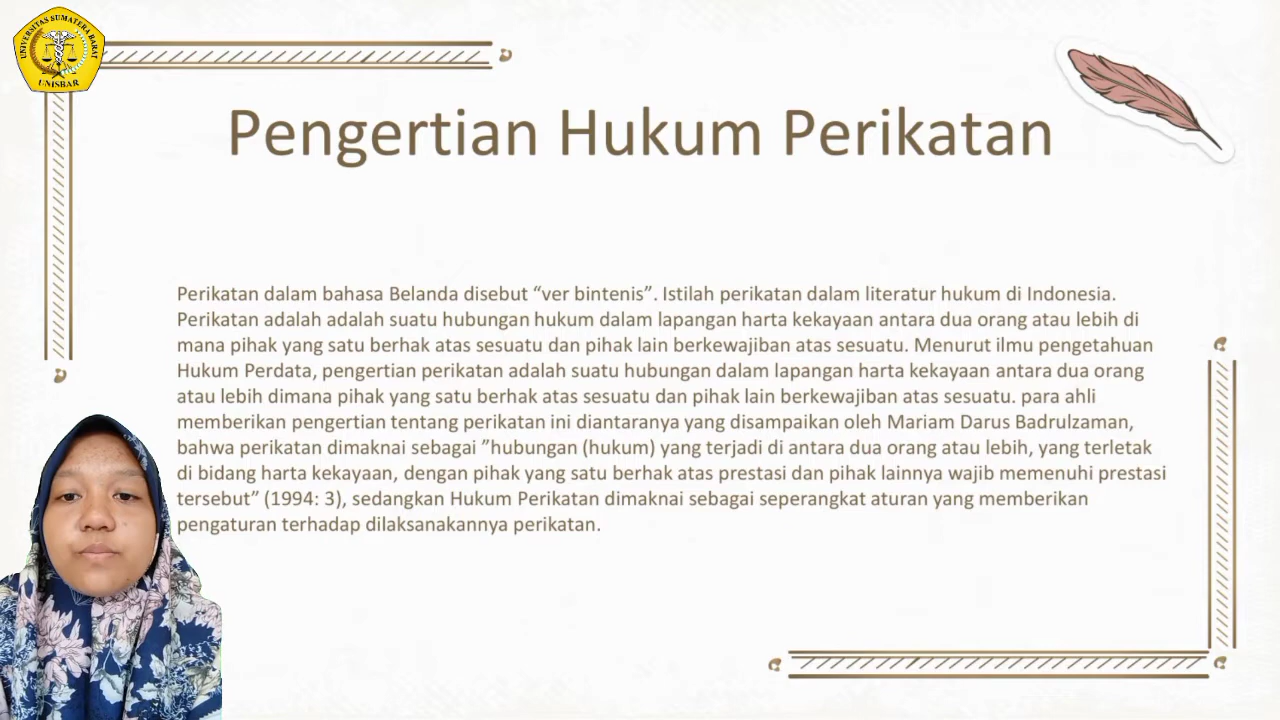 UNIVERSITAS SUMATERA BARAT
UNISBAR
Pengertian Hukum Perikatan
Perikatan dalam bahasa Belanda disebut “ver bintenis”. Istilah perikatan dalam literatur hukum di Indonesia.
Perikatan adalah adalah suatu hubungan hukum dalam lapangan harta kekayaan antara dua orang atau lebih di
mana pihak yang satu berhak atas sesuatu dan pihak lain berkewajiban atas sesuatu. Menurut ilmu pengetahuan
Hukum Perdata, pengertian perikatan adalah suatu hubungan dalam lapangan harta kekayaan antara dua orang
atau lebih dimana pihak yang satu berhak atas sesuatu dan pihak lain berkewajiban atas sesuatu. para ahli
memberikan pengertian tentang perikatan ini diantaranya yang disampaikan oleh Mariam Darus Badrulzaman,
bahwa perikatan dimaknai sebagai ”hubungan (hukum) yang terjadi di antara dua orang atau lebih, yang terletak
di bidang harta kekayaan, dengan pihak yang satu berhak atas prestasi dan pihak lainnya wajib memenuhi prestasi
tersebut” (1994: 3), sedangkan Hukum Perikatan dimaknai sebagai seperangkat aturan yang memberikan
pengaturan terhadap dilaksanakannya perikatan.